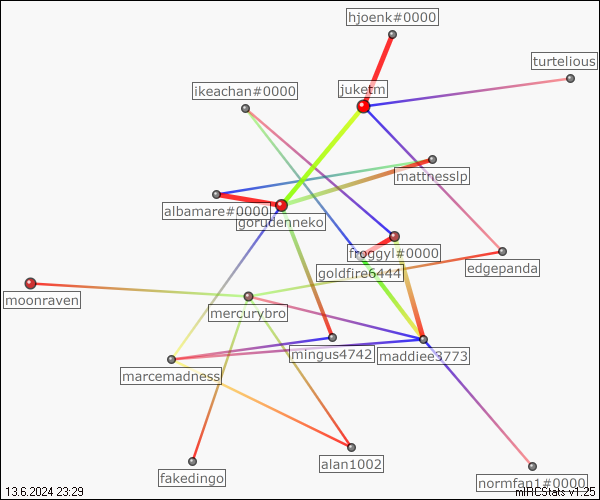 hjoenk#0000
turtelious
juketm
ikeachan#0000
mattnesslp
albamare#0000
gorudenneko
froggyl#0000
edgepanda
goldfire6444
moonraven
mercurybro
mingus4742
maddiee3773
marcemadness
alan1002
fakedingo
normfan1#0000
13.6.2024 23:29
mIRCStats v1.25